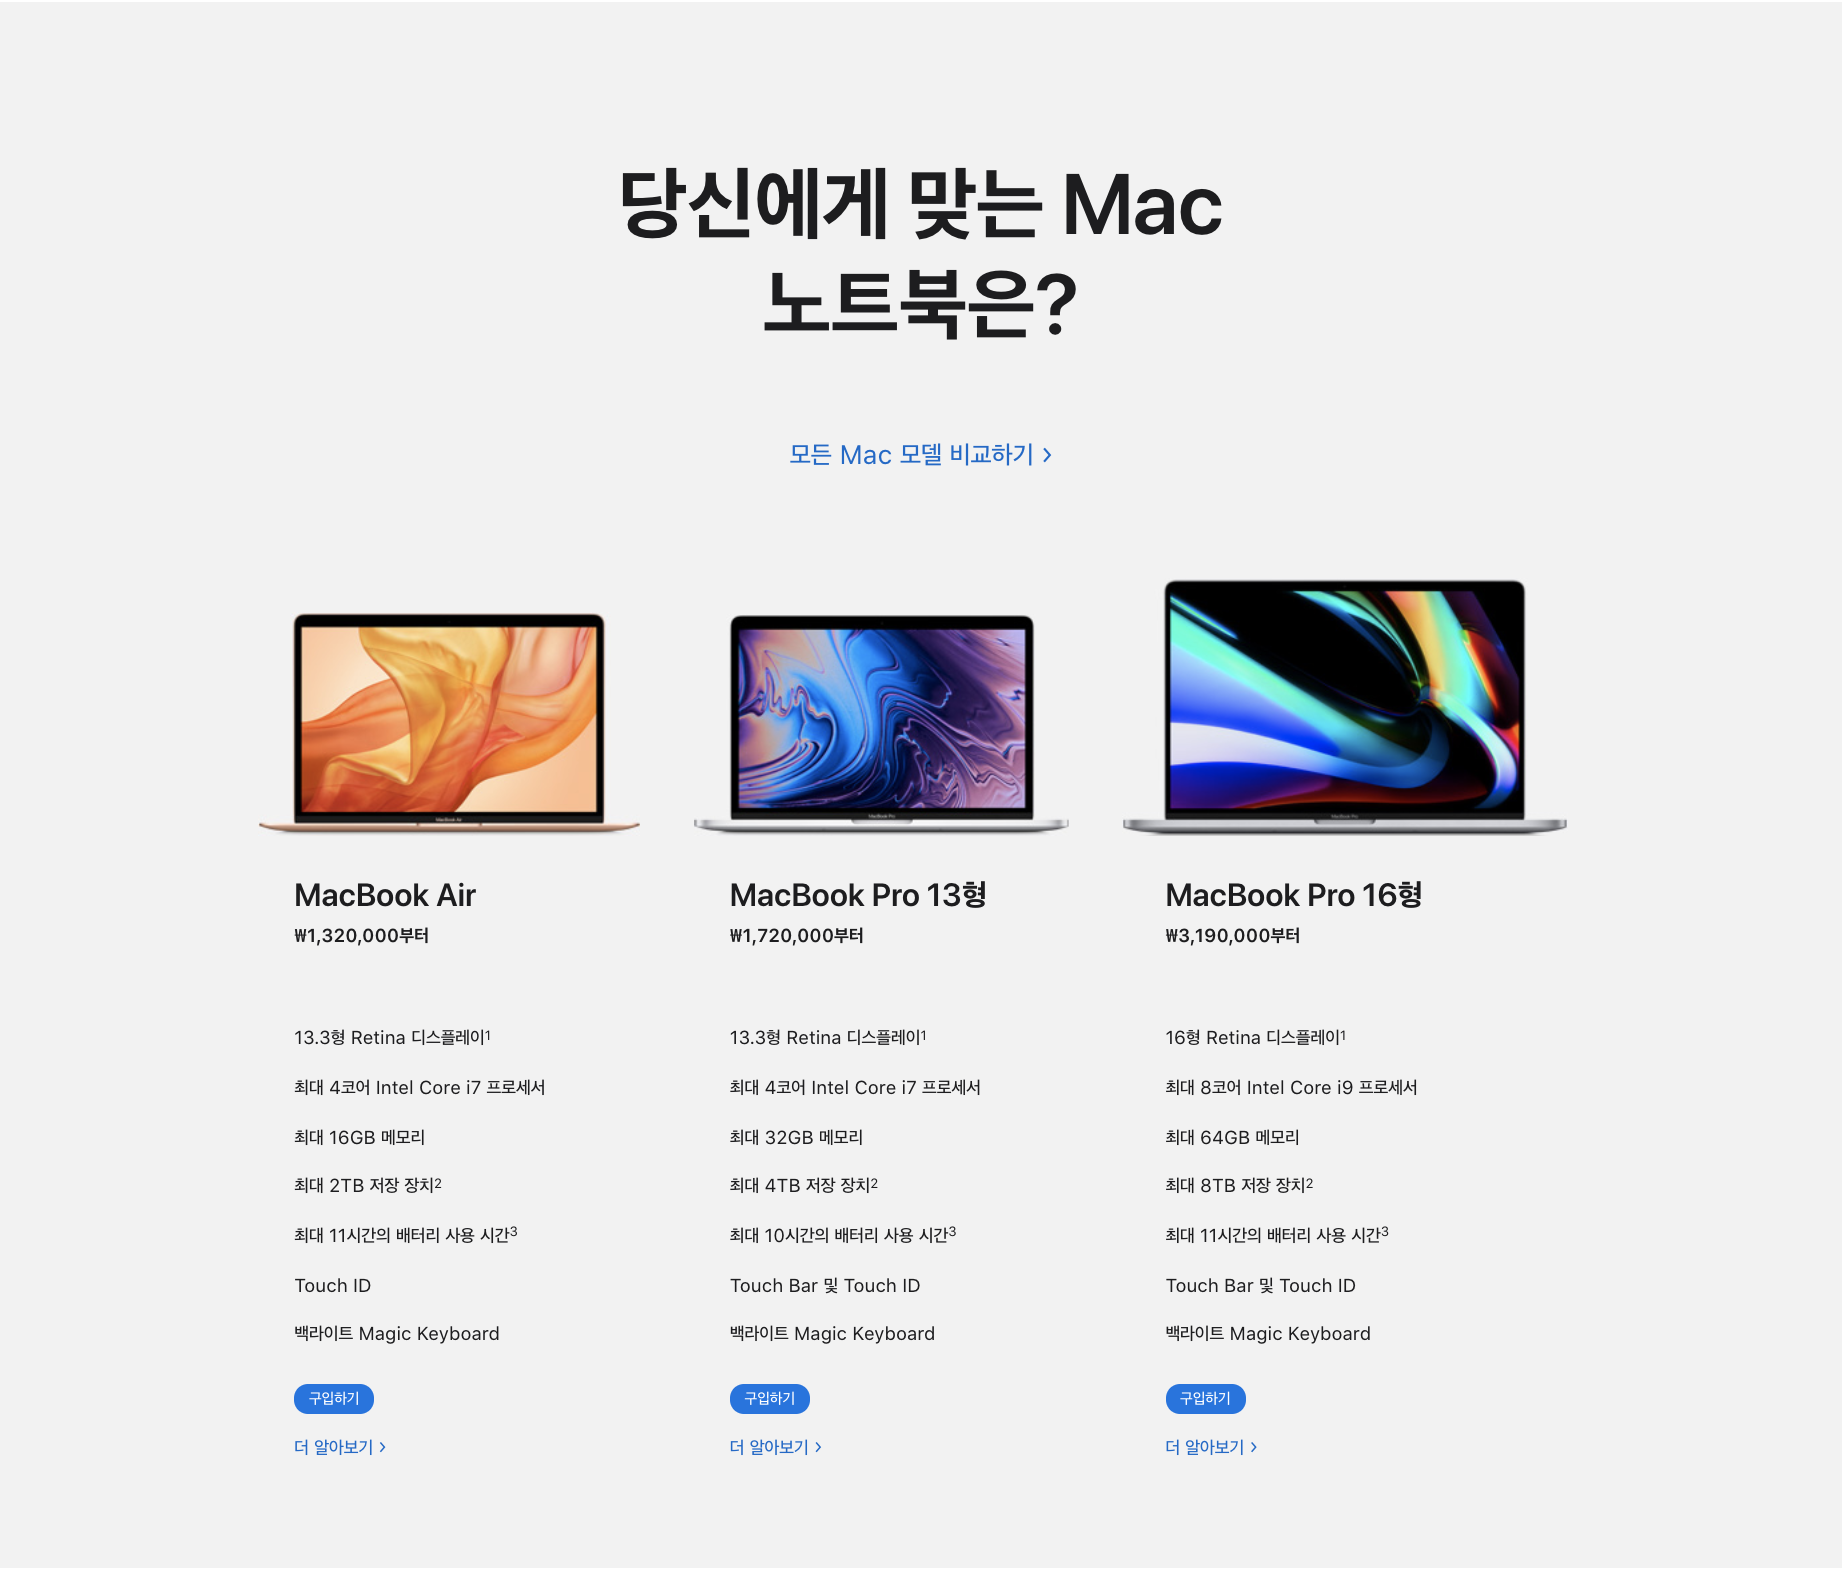 당신에게 맞는 Mac
노트북은?
모든 Mac 모델 비교하기 >
MacBook Air
MacBook Pro
MacBook Pro
MacBook Air
₩1,320,000부터
13.3형 Retina 디스플레이1
최대 4코어 Intel Core i7 프로세서
최대 16GB 메모리
최대 2TB 저장 장치2
최대 11시간의 배터리 사용 시간3
Touch ID
백라이트 Magic Keyboard
구입하기
더 알아보기 >
MacBook Pro 13형
₩1,720,000부터
13.3형 Retina 디스플레이1
최대 4코어 Intel Core i7 프로세서
최대 32GB 메모리
최대 4TB 저장 장치2
최대 10시간의 배터리 사용 시간3
Touch Bar 및 Touch ID
백라이트 Magic Keyboard
구입하기
더 알아보기 >
MacBook Pro 16형
₩3,190,000부터
16형 Retina 디스플레이1
최대 8코어 Intel Core i9 프로세서
최대 64GB 메모리
최대 8TB 저장 장치2
최대 11시간의 배터리 사용 시간3
Touch Bar 및 Touch ID
백라이트 Magic Keyboard
구입하기
더 알아보기 >